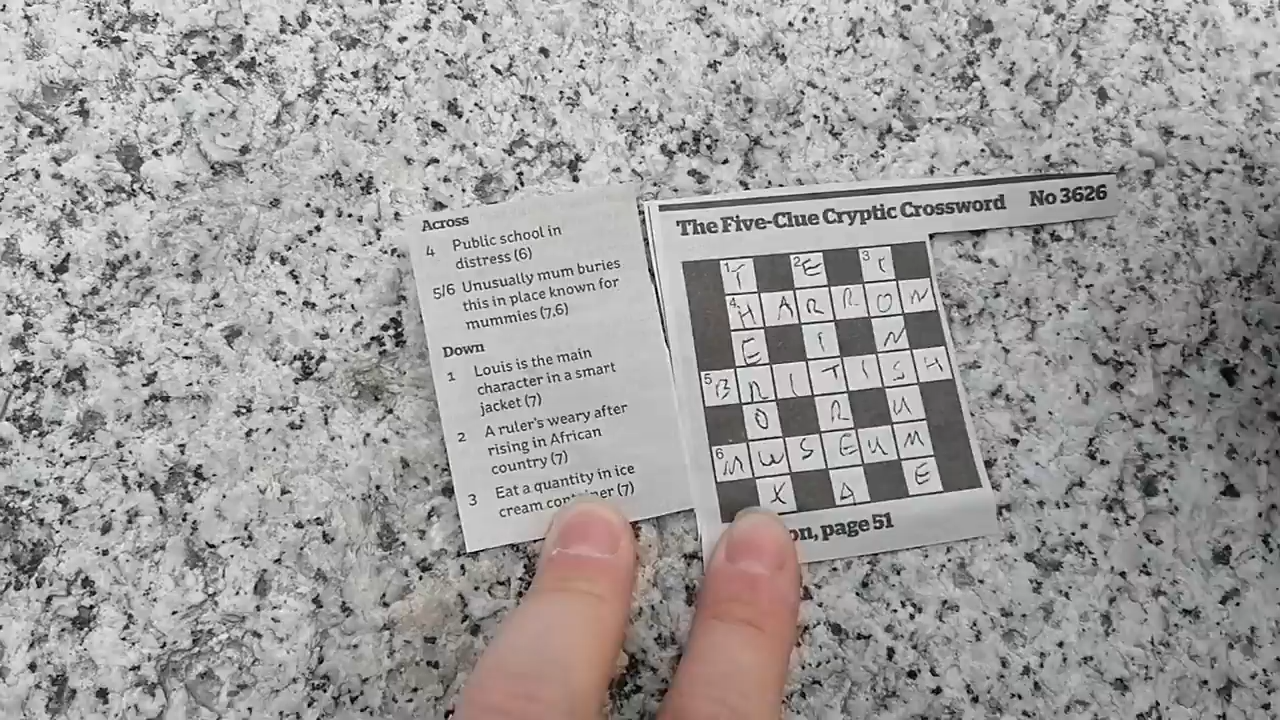 Across
4 Public school in
distress (6)
5/6 Unusually mum buries
this in place known for
mummies (7,6)
Down
1 Louis is the main
character in a smart
jacket (7)
2 A ruler's weary after
rising in African
country (7)
3 Eat a quantity in ice
cream
The Five-Clue Cryptic Crossword No 3626
1 T 2 E 3 C
4 H A R R O N
E I N
5 B R I T I S H
O R U
6 M W S E U M
X A E
page 51